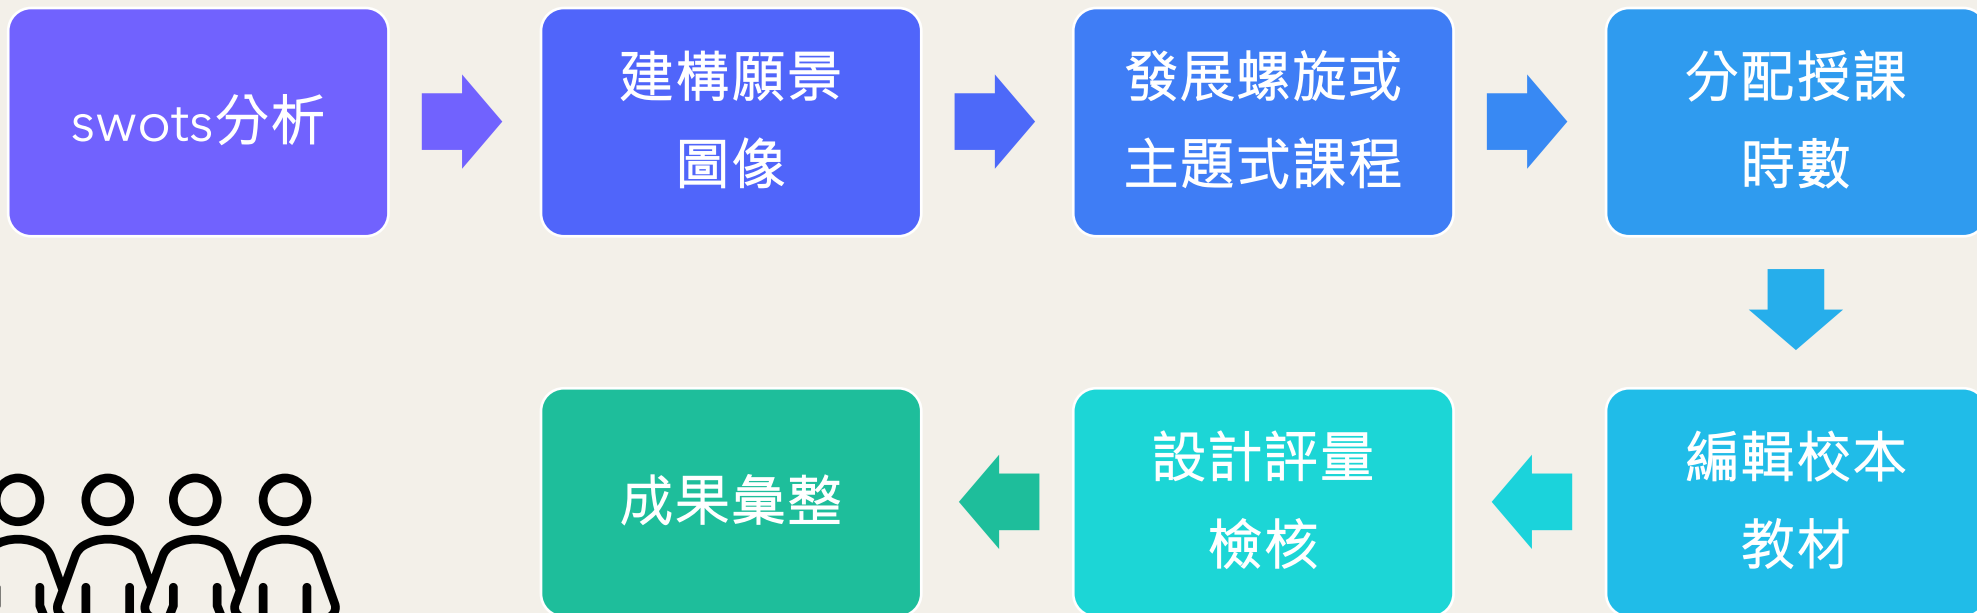 swots分析
建構願景
圖像
發展螺旋或
主題式課程
分配授課
時數
編輯校本
教材
設計評量
檢核
成果彙整